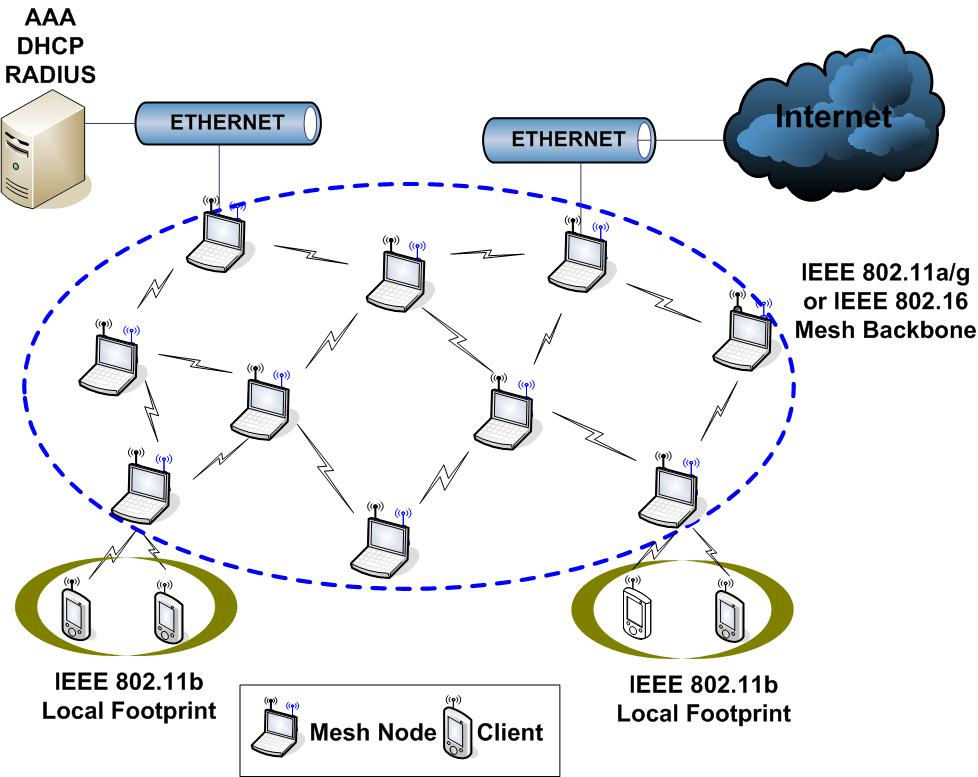 AAA
DHCP
RADIUS
ETHERNET
ETHERNET
Internet
IEEE 802.11a/g
or IEEE 802.16
Mesh Backbone
IEEE 802.11b
Local Footprint
IEEE 802.11b
Local Footprint
Mesh Node
Client